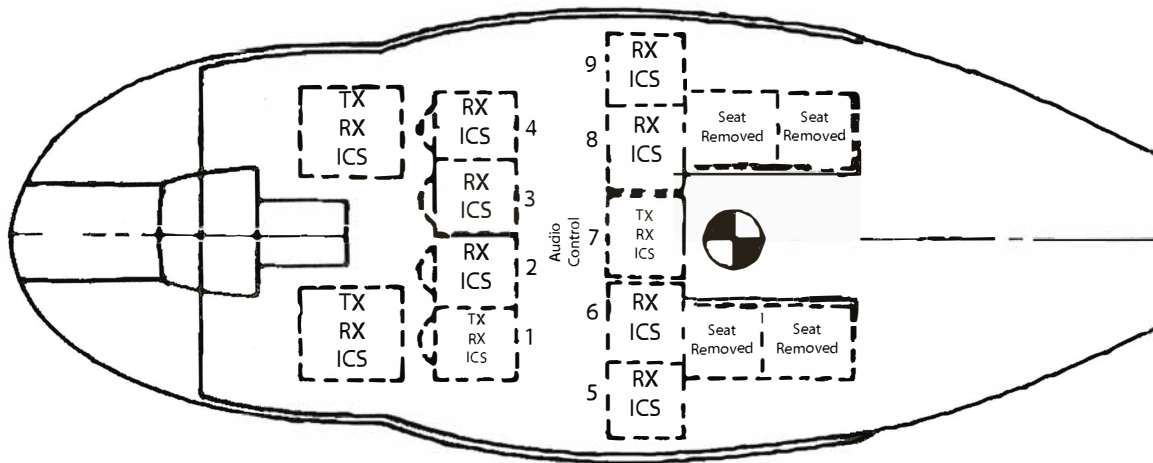 TX
RX
ICS
RX
ICS
4
RX
ICS
3
RX
ICS
2
TX
RX
ICS
1
TX
RX
ICS
Audio
Control
9
RX
ICS
8
RX
ICS
7
TX
RX
ICS
6
RX
ICS
5
RX
ICS
Seat
Removed
Seat
Removed
Seat
Removed
Seat
Removed